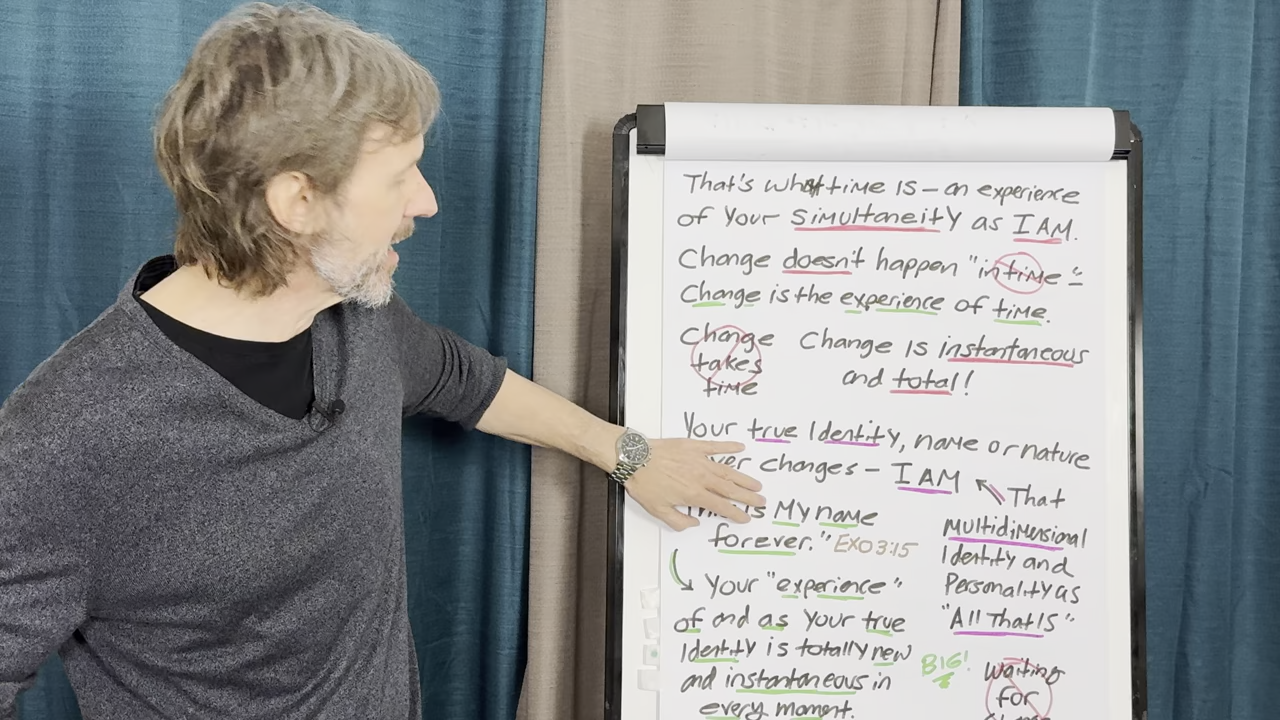 That's what time is – an experience
of Your simultaneity as I AM.
Change doesn't happen "in time" –
Change is the experience of time.
Change
takes
time
Change is instantaneous
and total!
Your true Identity, name or nature
changes – I AM
is My name
forever." EXO 3:15
That
multidimensional
Identity and
Personality as
"All That IS"
Your "experience"
of and as Your true
Identity is totally new
and instantaneous in
every moment.
BIG!
Waiting
for